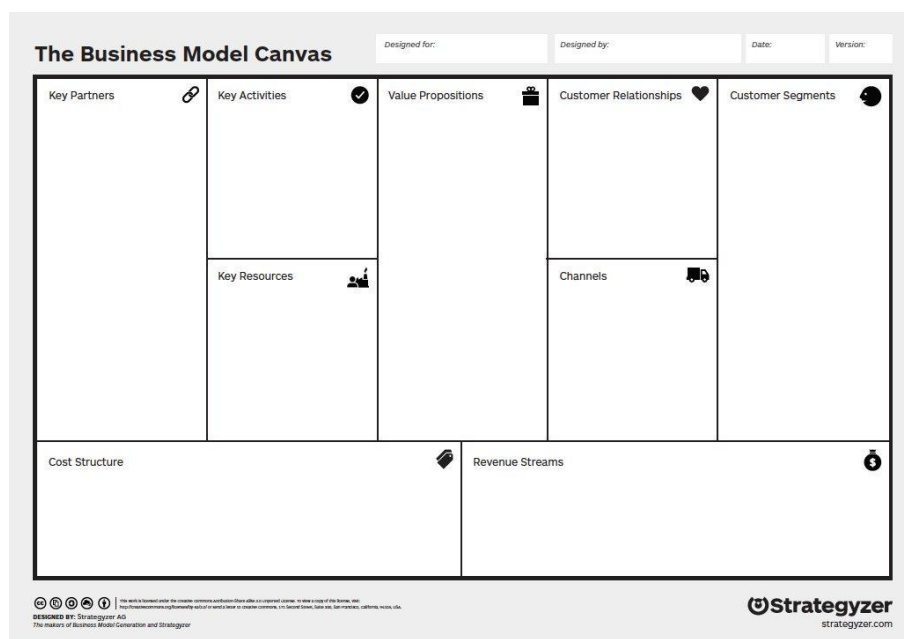 The Business Model Canvas
Designed for:
Designed by:
Date:
Version:
Key Partners
Key Activities
Value Propositions
Customer Relationships
Customer Segments
Key Resources
Channels
Cost Structure
Revenue Streams
DESIGNED BY: Strategyzer AG
The makers of Business Model Generation and Strategyzer
Strategyzer
strategyzer.com